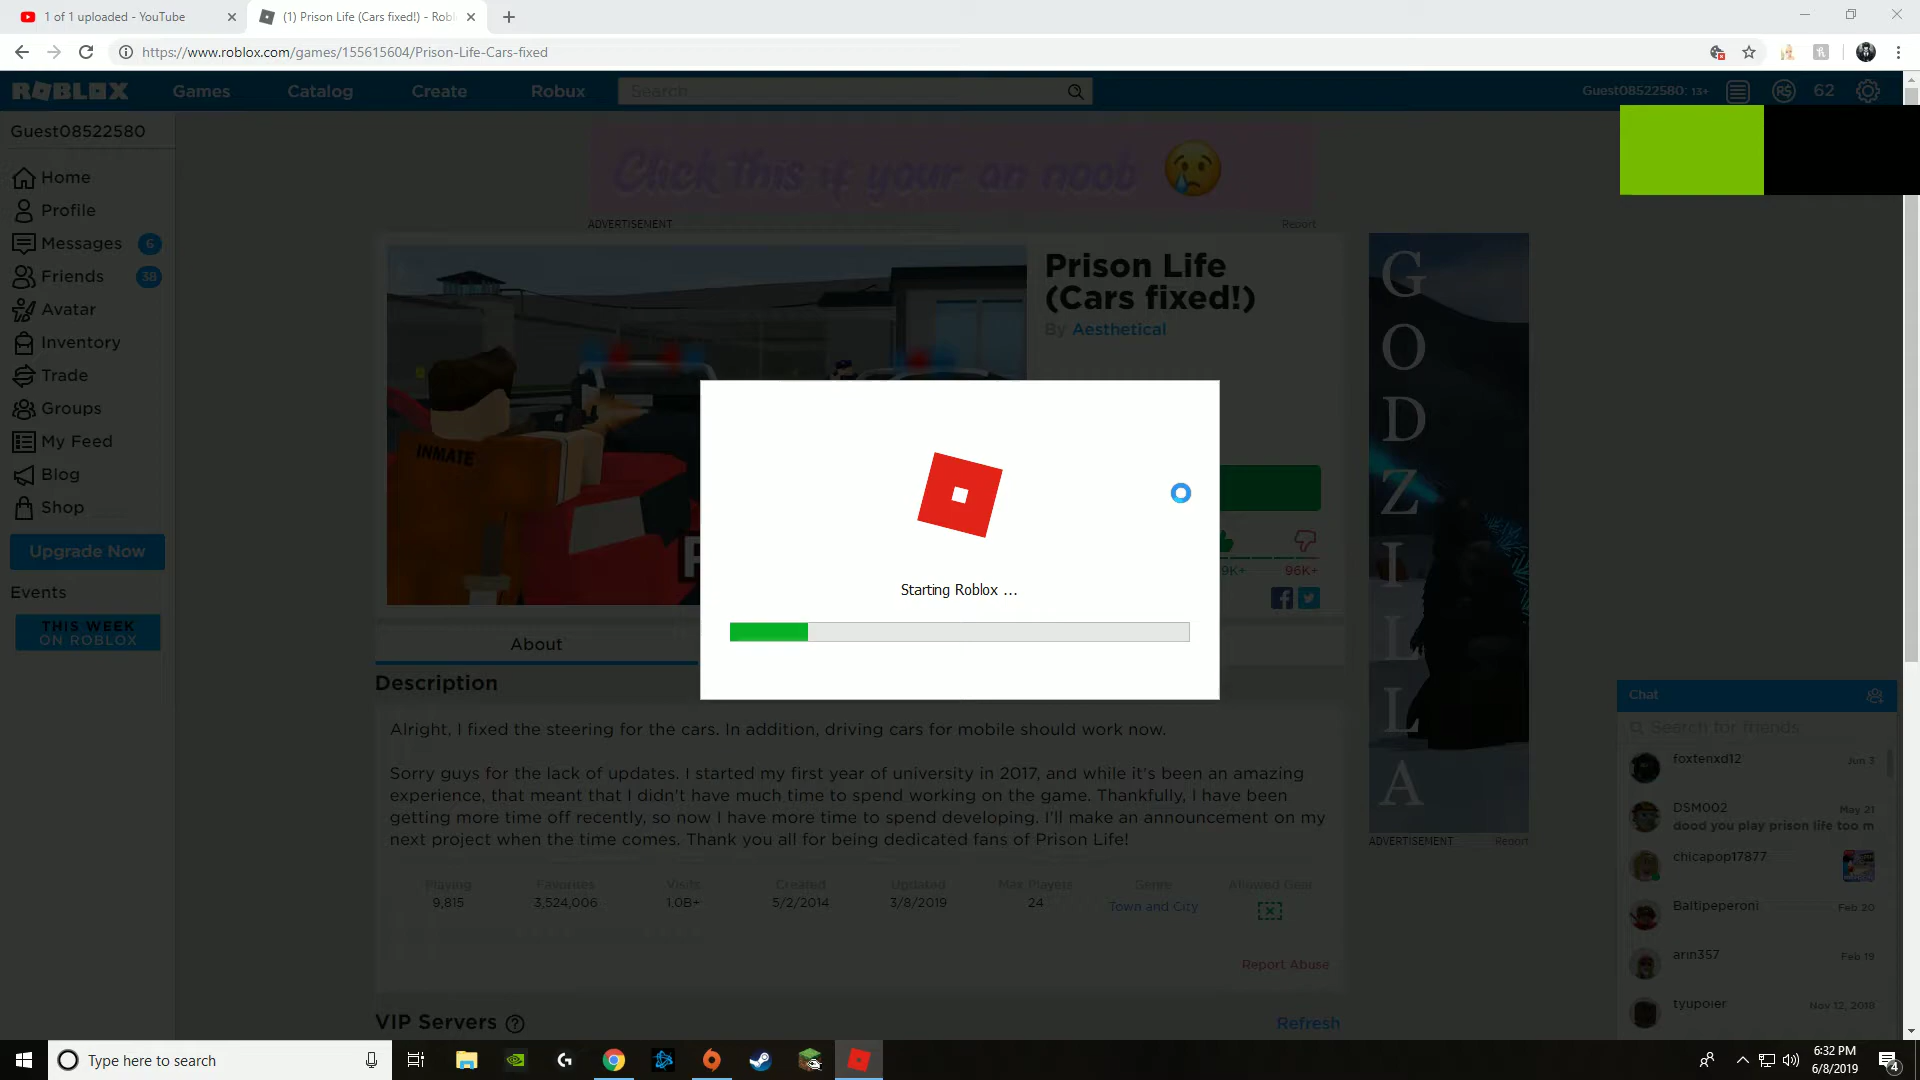 1 of 1 uploaded - YouTube
(1) Prison Life (Cars fixed!) - Robl
https://www.roblox.com/games/155615604/Prison-Life-Cars-fixed
ROBLOX
Games
Catalog
Create
Robux
Search
Guest08522580: 13+
62
Guest08522580
Home
Profile
Messages 6
Friends 38
Avatar
Inventory
Trade
Groups
My Feed
Blog
Shop
Upgrade Now
Events
THIS WEEK
ON ROBLOX
Click this if your an noob
ADVERTISEMENT
Report
INMATE
Prison Life
(Cars fixed!)
By Aesthetical
9K+
96K+
Starting Roblox ...
GODZILLA
ADVERTISEMENT
Report
About
Description
Alright, I fixed the steering for the cars. In addition, driving cars for mobile should work now.
Sorry guys for the lack of updates. I started my first year of university in 2017, and while it's been an amazing
experience, that meant that I didn't have much time to spend working on the game. Thankfully, I have been
getting more time off recently, so now I have more time to spend developing. I'll make an announcement on my
next project when the time comes. Thank you all for being dedicated fans of Prison Life!
Playing
Favorites
Visits
Created
Updated
Max Players
Genre
Allowed Gear
9,815
3,524,006
1.0B+
5/2/2014
3/8/2019
24
Town and City
Report Abuse
VIP Servers
Refresh
Chat
Search for friends
foxtenxd12
Jun 3
DSM002
May 21
dood you play prison life too m
chicapop17877
Baltipeperoni
Feb 20
arin357
Feb 19
tyupoier
Nov 12, 2018
Type here to search
6:32 PM
6/8/2019
4